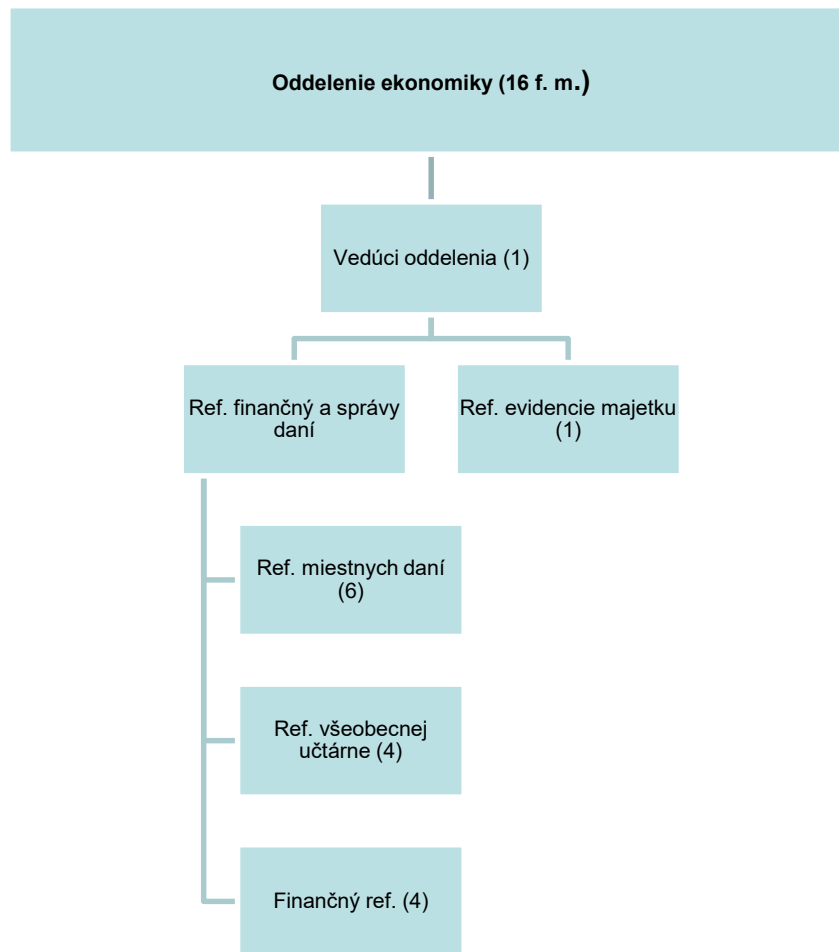 Oddelenie ekonomiky (16 f. m.)
Vedúci oddelenia (1)
Ref. finančný a správy
daní
Ref. evidencie majetku
(1)
Ref. miestnych daní
(6)
Ref. všeobecnej
učtárne (4)
Finančný ref. (4)